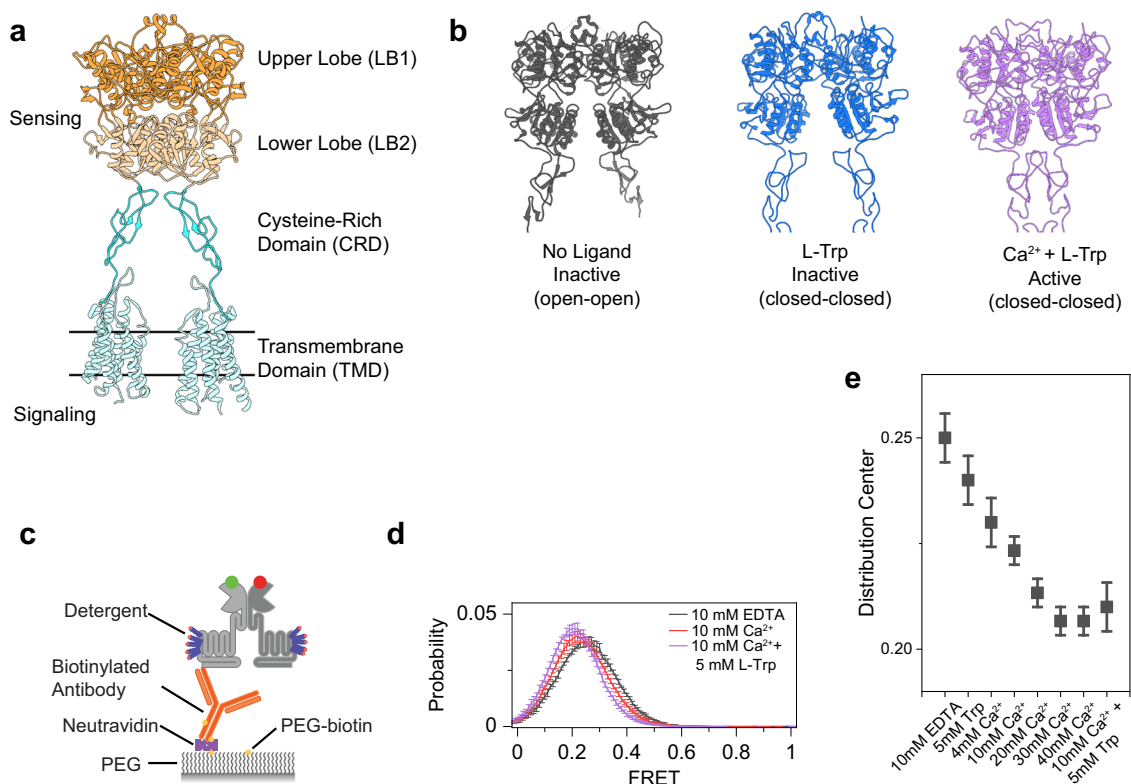 a
Upper Lobe (LB1)
Sensing
Lower Lobe (LB2)
Cysteine-Rich
Domain (CRD)
Transmembrane
Domain (TMD)
Signaling
b
No Ligand
Inactive
(open-open)
L-Trp
Inactive
(closed-closed)
Ca²⁺ + L-Trp
Active
(closed-closed)
c
Detergent
Biotinylated
Antibody
Neutravidin
PEG-biotin
PEG
d
0.05
Probability
0
0
0.2
0.4
0.6
0.8
1
FRET
10 mM EDTA
10 mM Ca²⁺
10 mM Ca²⁺+
5 mM L-Trp
e
0.25
Distribution Center
0.20
10mM EDTA
5mM Trp
4mM Ca²⁺
10mM Ca²⁺
20mM Ca²⁺
30mM Ca²⁺
40mM Ca²⁺
10mM Ca²⁺ +
5mM Trp